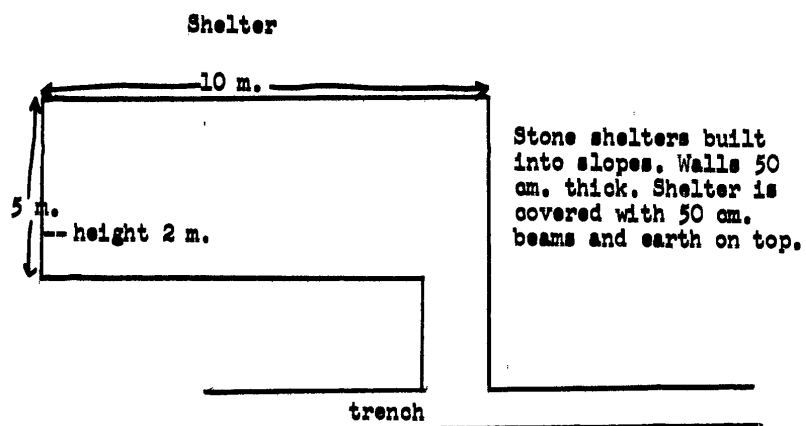 Shelter
10 m.
Stone shelters built
into slopes. Walls 50
cm. thick. Shelter is
covered with 50 cm.
beams and earth on top.
5 m.
height 2 m.
trench